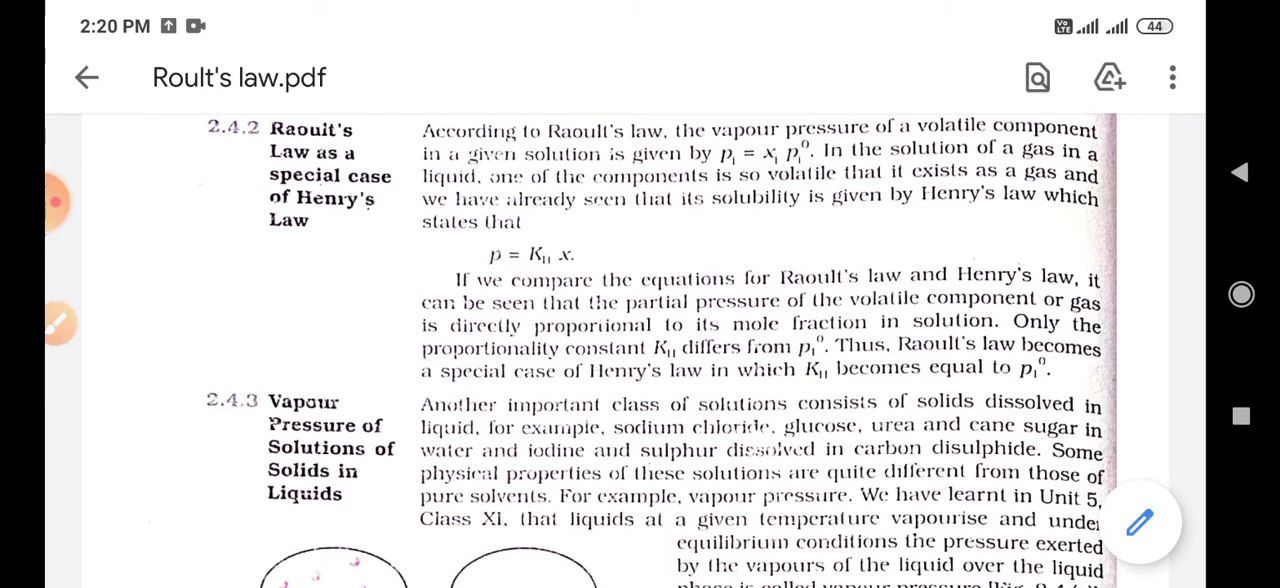 2:20 PM
Vo LTE
44
Roult's law.pdf
2.4.2 Raoult's
Law as a
special case
of Henry's
Law
According to Raoult's law, the vapour pressure of a volatile component
in a given solution is given by pᵢ = xᵢ pᵢ⁰. In the solution of a gas in a
liquid, one of the components is so volatile that it exists as a gas and
we have already seen that its solubility is given by Henry's law which
states that
p = K_H x.
If we compare the equations for Raoult's law and Henry's law, it
can be seen that the partial pressure of the volatile component or gas
is directly proportional to its mole fraction in solution. Only the
proportionality constant K_H differs from p₁⁰. Thus, Raoult's law becomes
a special case of Henry's law in which K_H becomes equal to p₁⁰.
2.4.3 Vapour
Pressure of
Solutions of
Solids in
Liquids
Another important class of solutions consists of solids dissolved in
liquid, for example, sodium chloride, glucose, urea and cane sugar in
water and iodine and sulphur dissolved in carbon disulphide. Some
physical properties of these solutions are quite different from those of
pure solvents. For example, vapour pressure. We have learnt in Unit 5,
Class XI, that liquids at a given temperature vapourise and under
equilibrium conditions the pressure exerted
by the vapours of the liquid over the liquid
phase is called vapour pressure